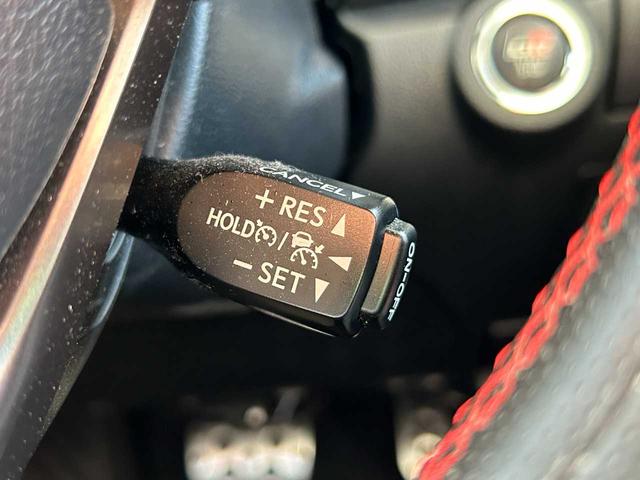 CANCEL▼
+ RES ▲
HOLD / ◀
− SET ▼
ON-OFF